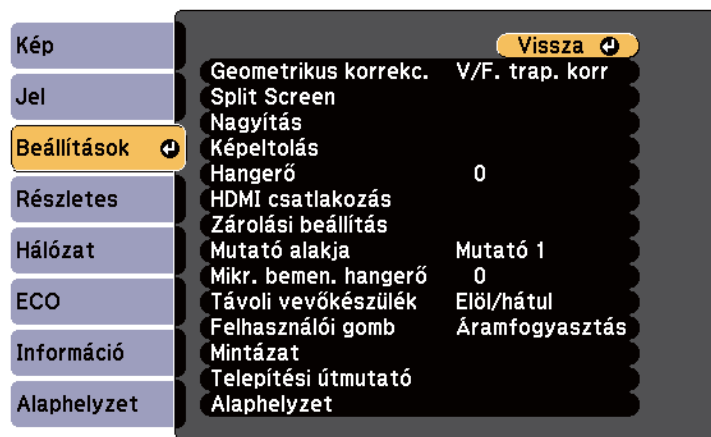 Kép
Jel
Beállítások
Részletes
Hálózat
ECO
Információ
Alaphelyzet
Vissza
Geometrikus korrekc. V/F. trap. korr
Split Screen
Nagyítás
Képeltolás
Hangerő 0
HDMI csatlakozás
Zárolási beállítás
Mutató alakja Mutató 1
Mikr. bemen. hangerő 0
Távoli vevőkészülék Elöl/hátul
Felhasználói gomb Áramfogyasztás
Mintázat
Telepítési útmutató
Alaphelyzet